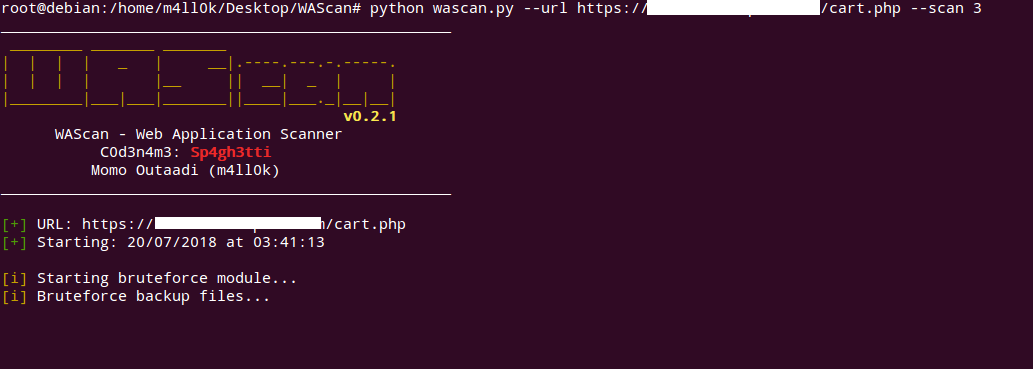 root@debian:/home/m4ll0k/Desktop/WAScan# python wascan.py --url https:// /cart.php --scan 3
WAScan
v0.2.1
WAScan - Web Application Scanner
C0d3n4m3: Sp4gh3tti
Momo Outaadi (m4ll0k)
[+] URL: https:// /cart.php
[+] Starting: 20/07/2018 at 03:41:13
[i] Starting bruteforce module...
[i] Bruteforce backup files...